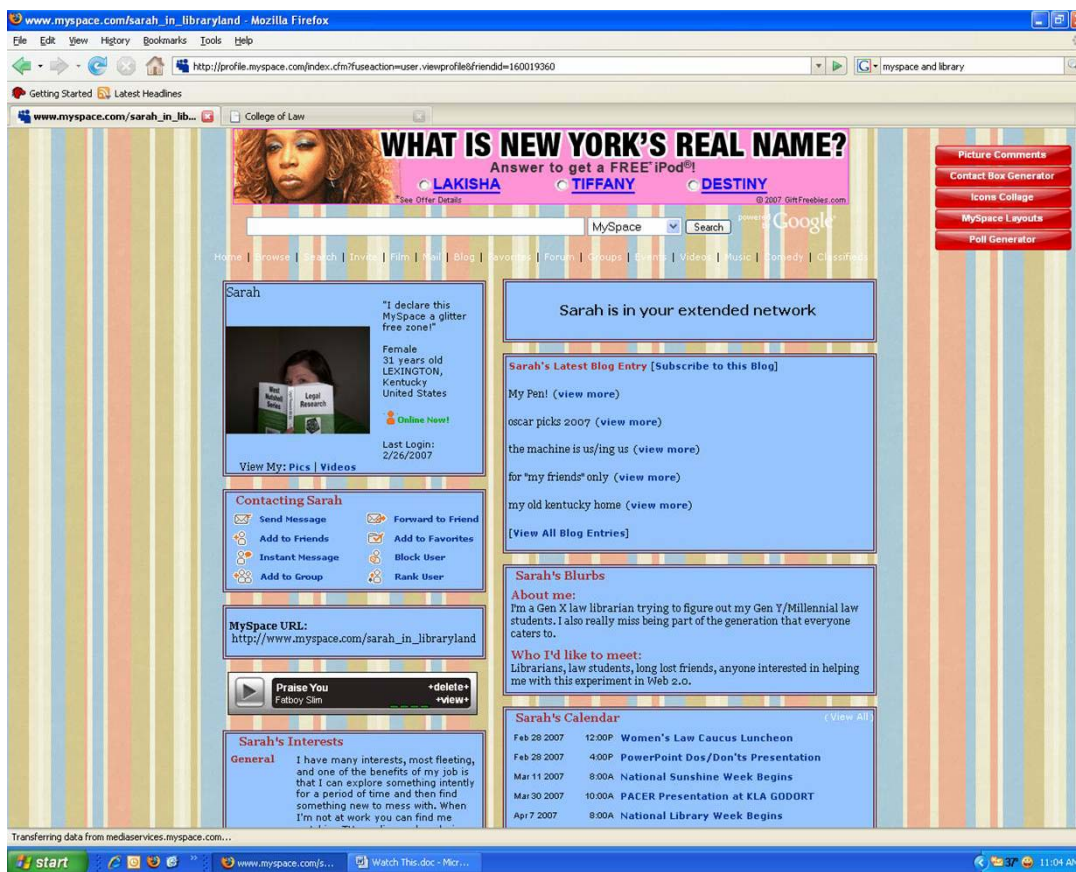 www.myspace.com/sarah_in_libraryland - Mozilla Firefox
File Edit View History Bookmarks Tools Help
http://profile.myspace.com/index.cfm?fuseaction=user.viewprofile&friendid=160019360
myspace and library
Getting Started Latest Headlines
www.myspace.com/sarah_in_lib... College of Law
WHAT IS NEW YORK'S REAL NAME?
Answer to get a FREE* iPod®!
LAKISHA TIFFANY DESTINY
*See Offer Details © 2007 GiftFreebies.com
Picture Comments
Contact Box Generator
Icons Collage
MySpace Layouts
Poll Generator
MySpace Search powered Google
Home | Browse | Search | Invite | Film | Mail | Blog | Favorites | Forum | Groups | Events | Videos | Music | Comedy | Classifieds
Sarah
"I declare this
MySpace a glitter
free zone!"
Female
31 years old
LEXINGTON,
Kentucky
United States
Online Now!
Last Login:
2/26/2007
West
Nutshell
Series
Legal
Research
View My: Pics | Videos
Contacting Sarah
Send Message Forward to Friend
Add to Friends Add to Favorites
Instant Message Block User
Add to Group Rank User
MySpace URL:
http://www.myspace.com/sarah_in_libraryland
Praise You +delete+
Fatboy Slim +view+
Sarah's Interests
General I have many interests, most fleeting,
and one of the benefits of my job is
that I can explore something intently
for a period of time and then find
something new to mess with. When
I'm not at work you can find me
Sarah is in your extended network
Sarah's Latest Blog Entry [Subscribe to this Blog]
My Pen! (view more)
oscar picks 2007 (view more)
the machine is us/ing us (view more)
for "my friends" only (view more)
my old kentucky home (view more)
[View All Blog Entries]
Sarah's Blurbs
About me:
I'm a Gen X law librarian trying to figure out my Gen Y/Millennial law
students. I also really miss being part of the generation that everyone
caters to.
Who I'd like to meet:
Librarians, law students, long lost friends, anyone interested in helping
me with this experiment in Web 2.0.
Sarah's Calendar (View All)
Feb 28 2007 12:00P Women's Law Caucus Luncheon
Feb 28 2007 4:00P PowerPoint Dos/Don'ts Presentation
Mar 11 2007 8:00A National Sunshine Week Begins
Mar 30 2007 10:00A PACER Presentation at KLA GODORT
Apr 7 2007 8:00A National Library Week Begins
Transferring data from mediaservices.myspace.com...
start www.myspace.com/s... Watch This.doc - Micr... 37° 11:04 AM